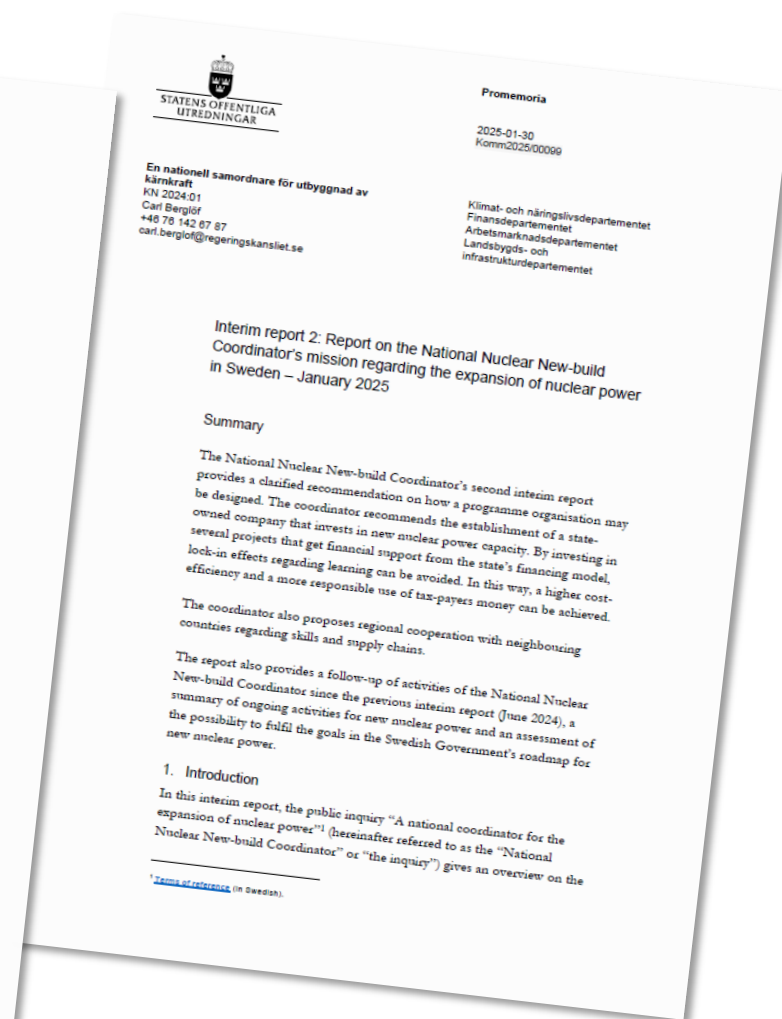 STATENS OFFENTLIGA
UTREDNINGAR
Promemoria
2025-01-30
Komm2025/00099
En nationell samordnare för utbyggnad av
kärnkraft
KN 2024:01
Carl Berglöf
+46 76 142 67 87
carl.berglof@regeringskansliet.se
Klimat- och näringslivsdepartementet
Finansdepartementet
Arbetsmarknadsdepartementet
Landsbygds- och
infrastrukturdepartementet
Interim report 2: Report on the National Nuclear New-build
Coordinator's mission regarding the expansion of nuclear power
in Sweden – January 2025
Summary
The National Nuclear New-build Coordinator's second interim report
provides a clarified recommendation on how a programme organisation may
be designed. The coordinator recommends the establishment of a state-
owned company that invests in new nuclear power capacity. By investing in
several projects that get financial support from the state's financing model,
lock-in effects regarding learning can be avoided. In this way, a higher cost-
efficiency and a more responsible use of tax-payers money can be achieved.
The coordinator also proposes regional cooperation with neighbouring
countries regarding skills and supply chains.
The report also provides a follow-up of activities of the National Nuclear
New-build Coordinator since the previous interim report (June 2024), a
summary of ongoing activities for new nuclear power and an assessment of
the possibility to fulfil the goals in the Swedish Government's roadmap for
new nuclear power.
1. Introduction
In this interim report, the public inquiry "A national coordinator for the
expansion of nuclear power"¹ (hereinafter referred to as the "National
Nuclear New-build Coordinator" or "the inquiry") gives an overview on the
¹ Terms of reference (in Swedish).